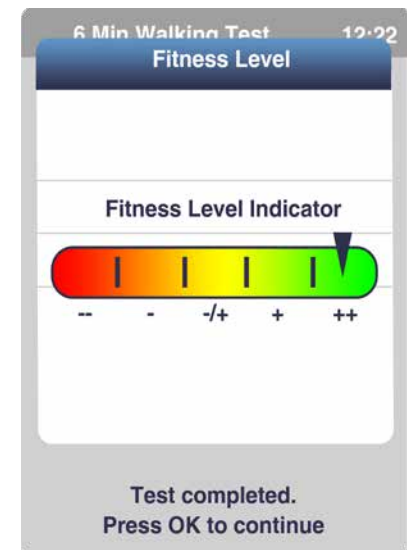 6 Min Walking Test 12:22
Fitness Level
Fitness Level Indicator
-- - -/+ + ++
Test completed.
Press OK to continue